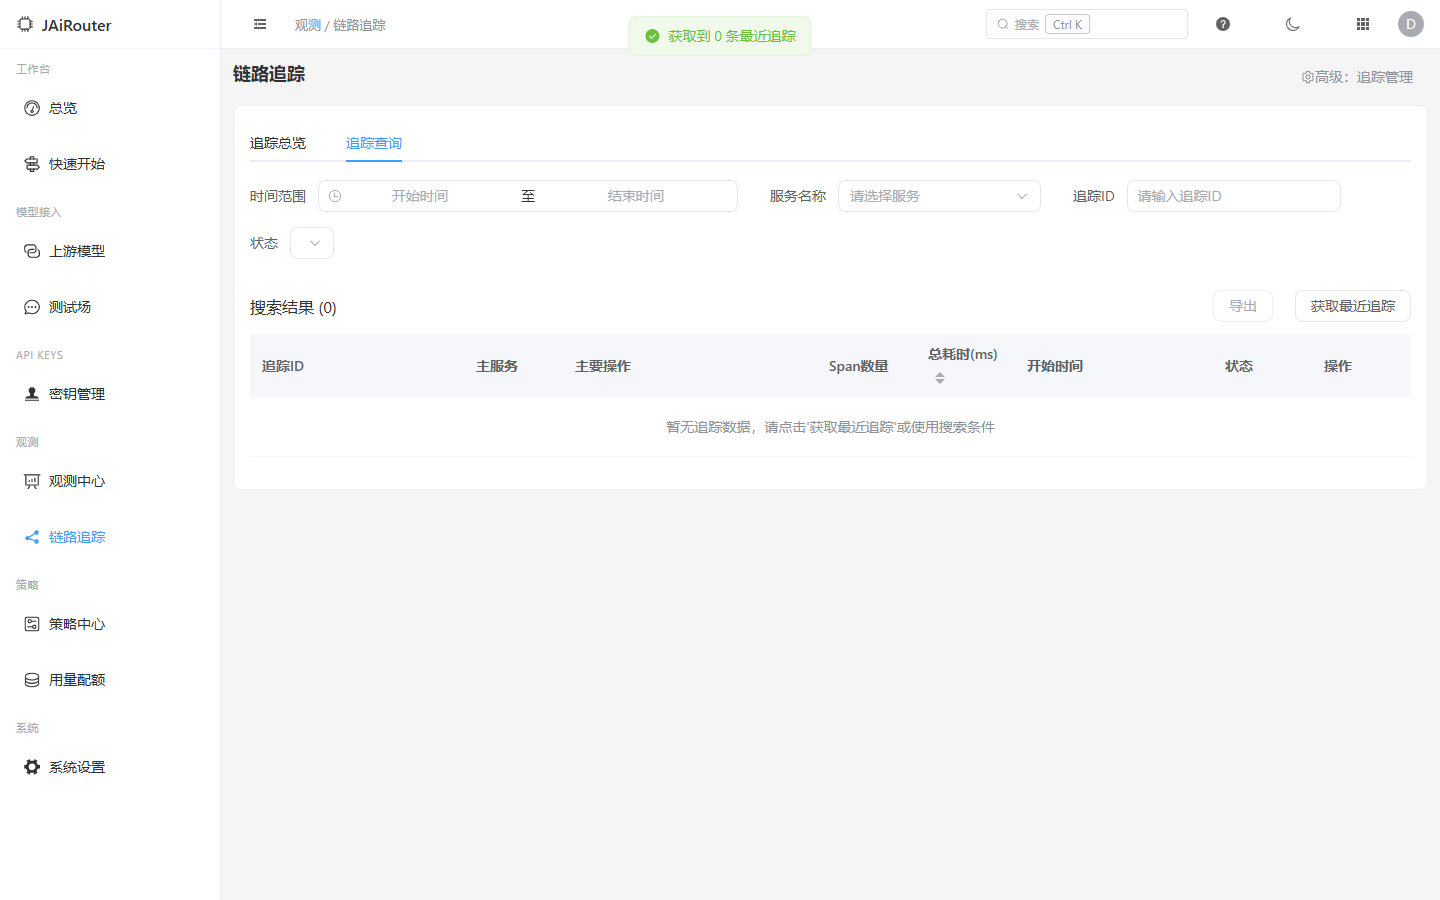 JAiRouter
观测 / 链路追踪
获取到 0 条最近追踪
搜索 Ctrl K
D
工作台
总览
快速开始
模型接入
上游模型
测试场
API KEYS
密钥管理
观测
观测中心
链路追踪
策略
策略中心
用量配额
系统
系统设置
链路追踪
高级：追踪管理
追踪总览 追踪查询
时间范围 开始时间 至 结束时间 服务名称 请选择服务 追踪ID 请输入追踪ID
状态
搜索结果 (0) 导出 获取最近追踪
追踪ID 主服务 主要操作 Span数量 总耗时(ms) 开始时间 状态 操作
暂无追踪数据，请点击'获取最近追踪'或使用搜索条件